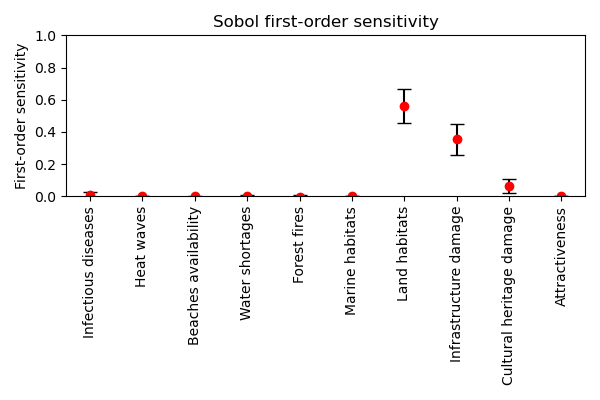 Sobol first-order sensitivity
First-order sensitivity
1.0
0.8
0.6
0.4
0.2
0.0
Infectious diseases
Heat waves
Beaches availability
Water shortages
Forest fires
Marine habitats
Land habitats
Infrastructure damage
Cultural heritage damage
Attractiveness